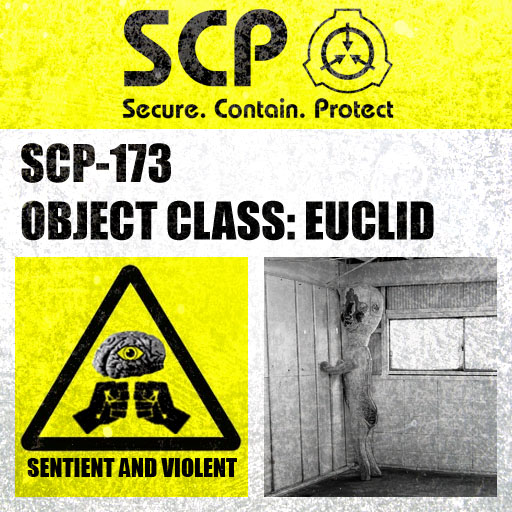 SCP
Secure. Contain. Protect
SCP-173
OBJECT CLASS: EUCLID
SENTIENT AND VIOLENT